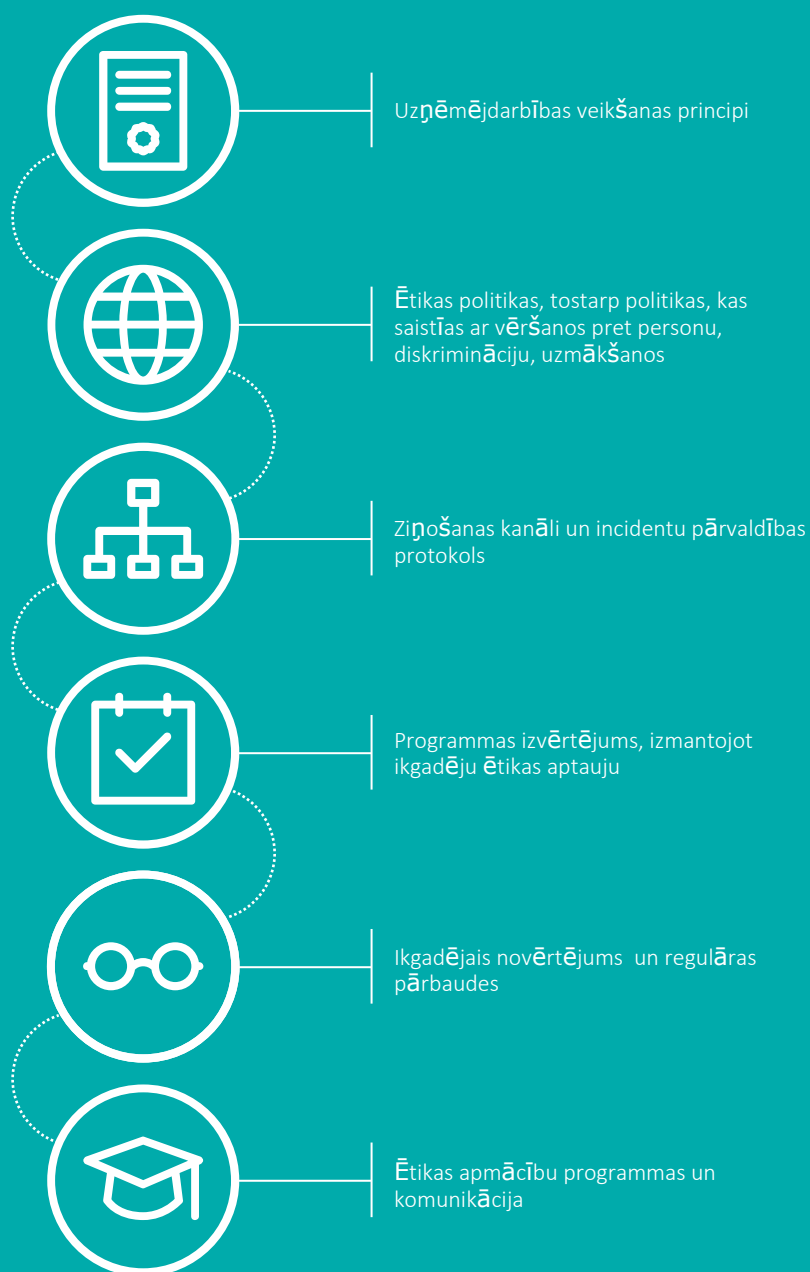 Uzņēmējdarbības veikšanas principi
Ētikas politikas, tostarp politikas, kas
saistīas ar vēršanos pret personu,
diskrimināciju, uzmākšanos
Ziņošanas kanāli un incidentu pārvaldības
protokols
Programmas izvērtējums, izmantojot
ikgadēju ētikas aptauju
Ikgadējais novērtējums un regulāras
pārbaudes
Ētikas apmācību programmas un
komunikācija